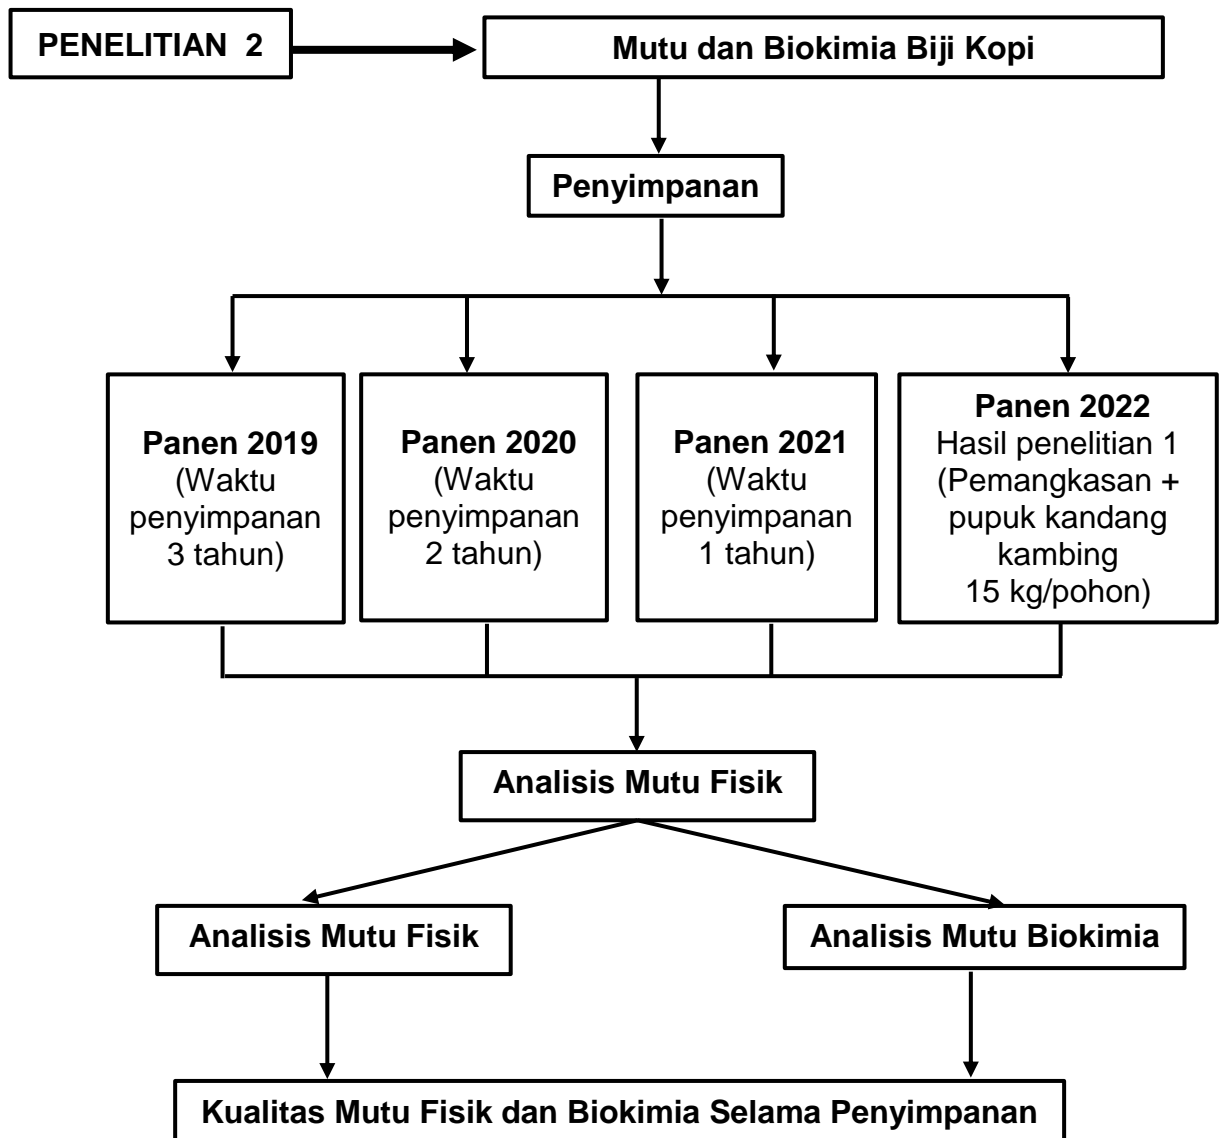 PENELITIAN 2
Mutu dan Biokimia Biji Kopi
Penyimpanan
Panen 2019
(Waktu
penyimpanan
3 tahun)
Panen 2020
(Waktu
penyimpanan
2 tahun)
Panen 2021
(Waktu
penyimpanan
1 tahun)
Panen 2022
Hasil penelitian 1
(Pemangkasan +
pupuk kandang
kambing
15 kg/pohon)
Analisis Mutu Fisik
Analisis Mutu Fisik
Analisis Mutu Biokimia
Kualitas Mutu Fisik dan Biokimia Selama Penyimpanan